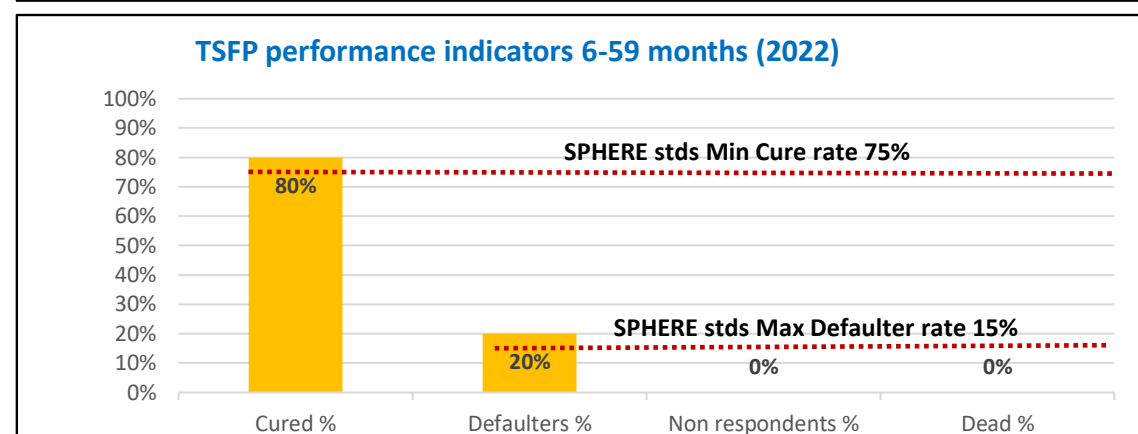 TSFP performance indicators 6-59 months (2022)
100%
90%
80%
70%
60%
50%
40%
30%
20%
10%
0%
SPHERE stds Min Cure rate 75%
80%
SPHERE stds Max Defaulter rate 15%
20%
0%
0%
Cured %
Defaulters %
Non respondents %
Dead %